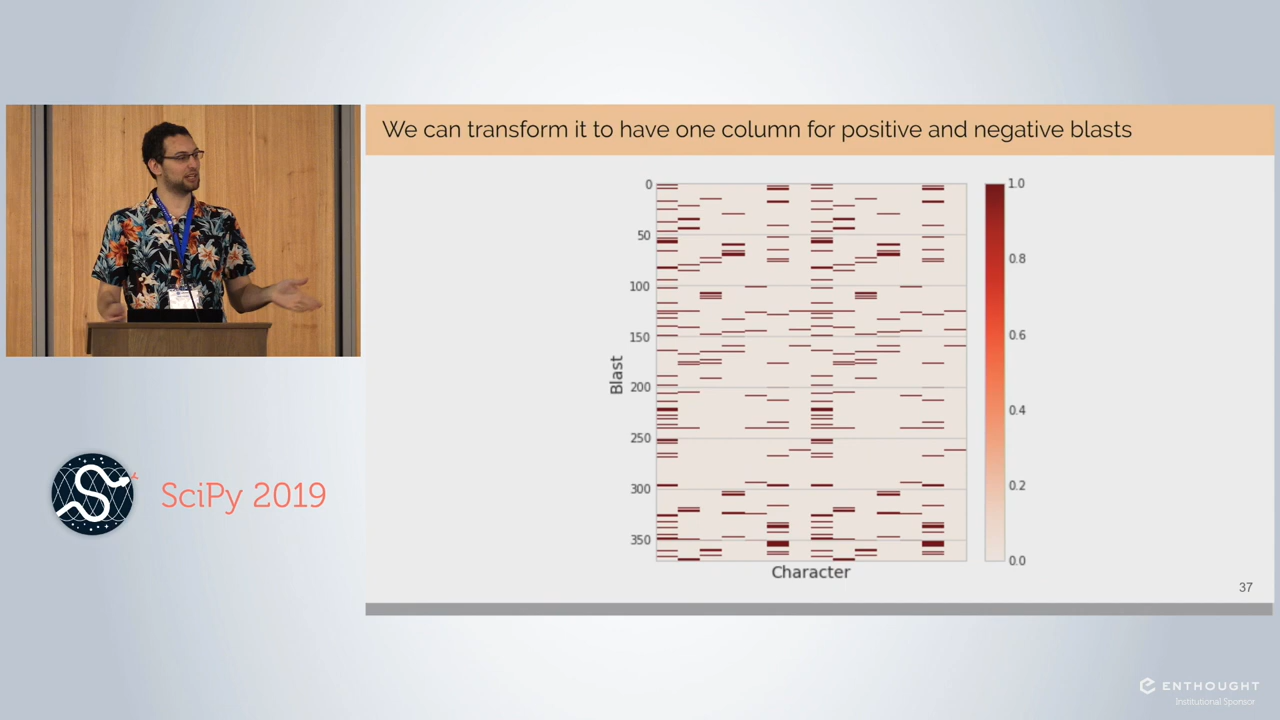 We can transform it to have one column for positive and negative blasts
0
50
100
150
200
250
300
350
Blast
Character
1.0
0.8
0.6
0.4
0.2
0.0
37
SciPy 2019
ENTHOUGHT
Institutional Sponsor